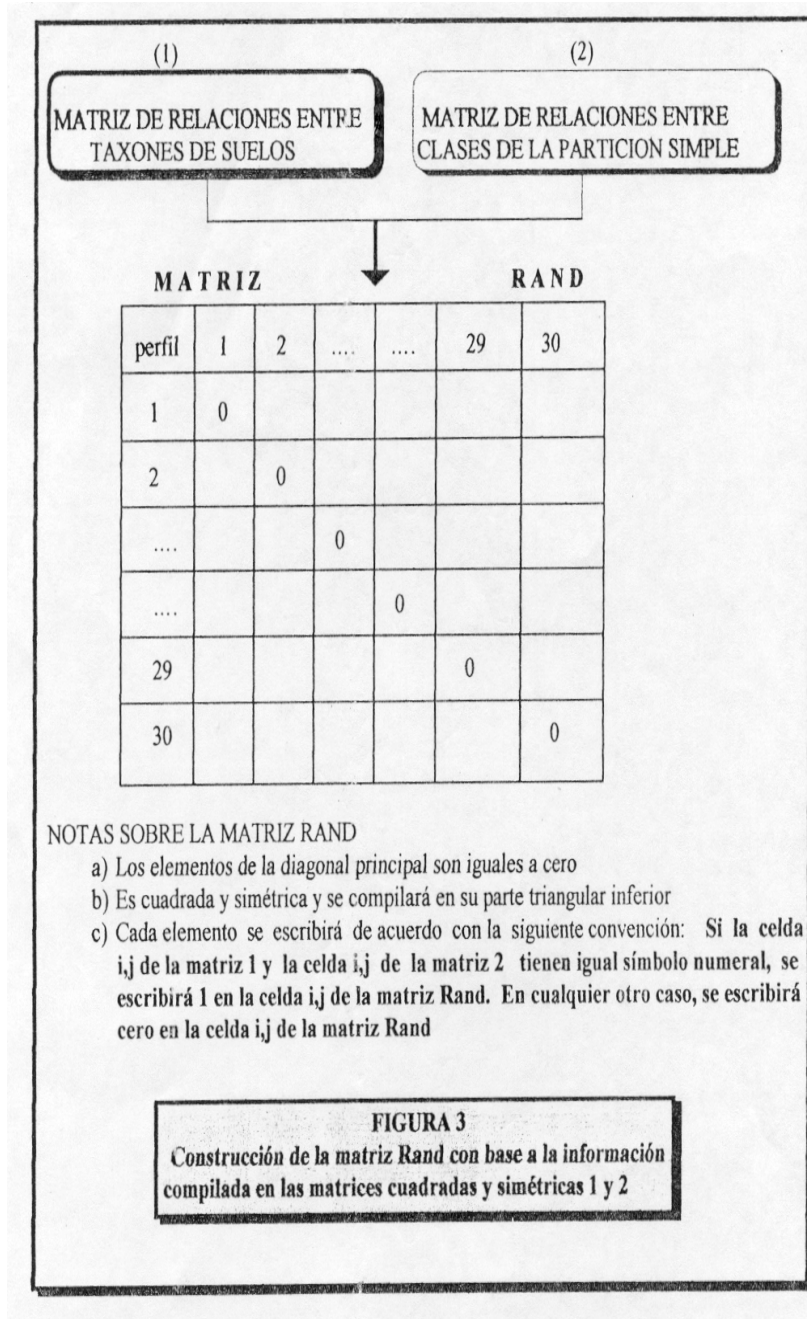 (1)
(2)
MATRIZ DE RELACIONES ENTRE
TAXONES DE SUELOS
MATRIZ DE RELACIONES ENTRE
CLASES DE LA PARTICION SIMPLE
MATRIZ RAND
perfil 1 2 .... .... 29 30
1 0
2 0
.... 0
.... 0
29 0
30 0
NOTAS SOBRE LA MATRIZ RAND
a) Los elementos de la diagonal principal son iguales a cero
b) Es cuadrada y simétrica y se compilará en su parte triangular inferior
c) Cada elemento se escribirá de acuerdo con la siguiente convención: Si la celda
i,j de la matriz 1 y la celda i,j de la matriz 2 tienen igual símbolo numeral, se
escribirá 1 en la celda i,j de la matriz Rand. En cualquier otro caso, se escribirá
cero en la celda i,j de la matriz Rand
FIGURA 3
Construcción de la matriz Rand con base a la información
compilada en las matrices cuadradas y simétricas 1 y 2